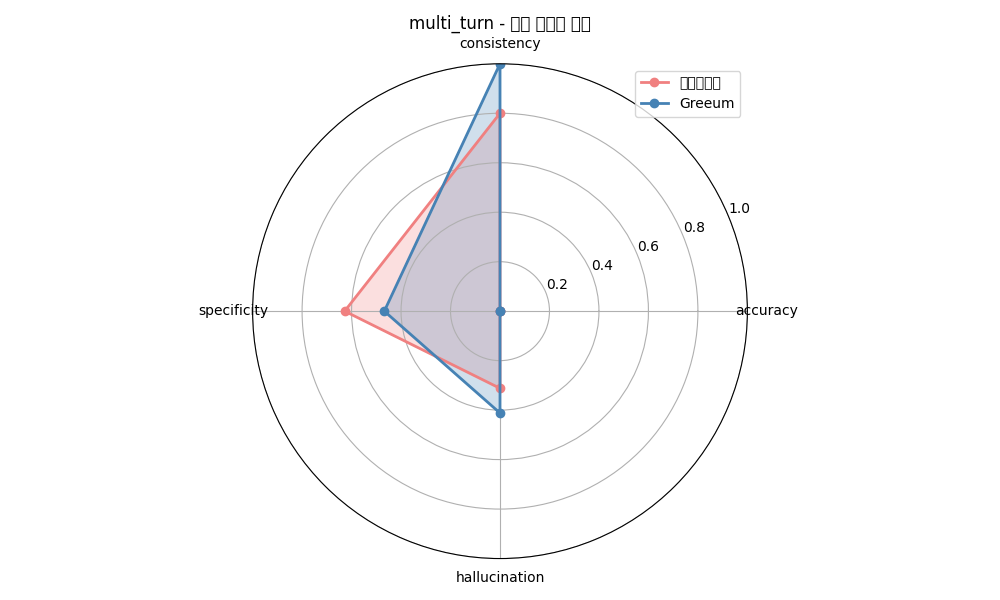 multi_turn -
consistency
Greeum
1.0
0.8
0.6
0.4
0.2
specificity
accuracy
hallucination